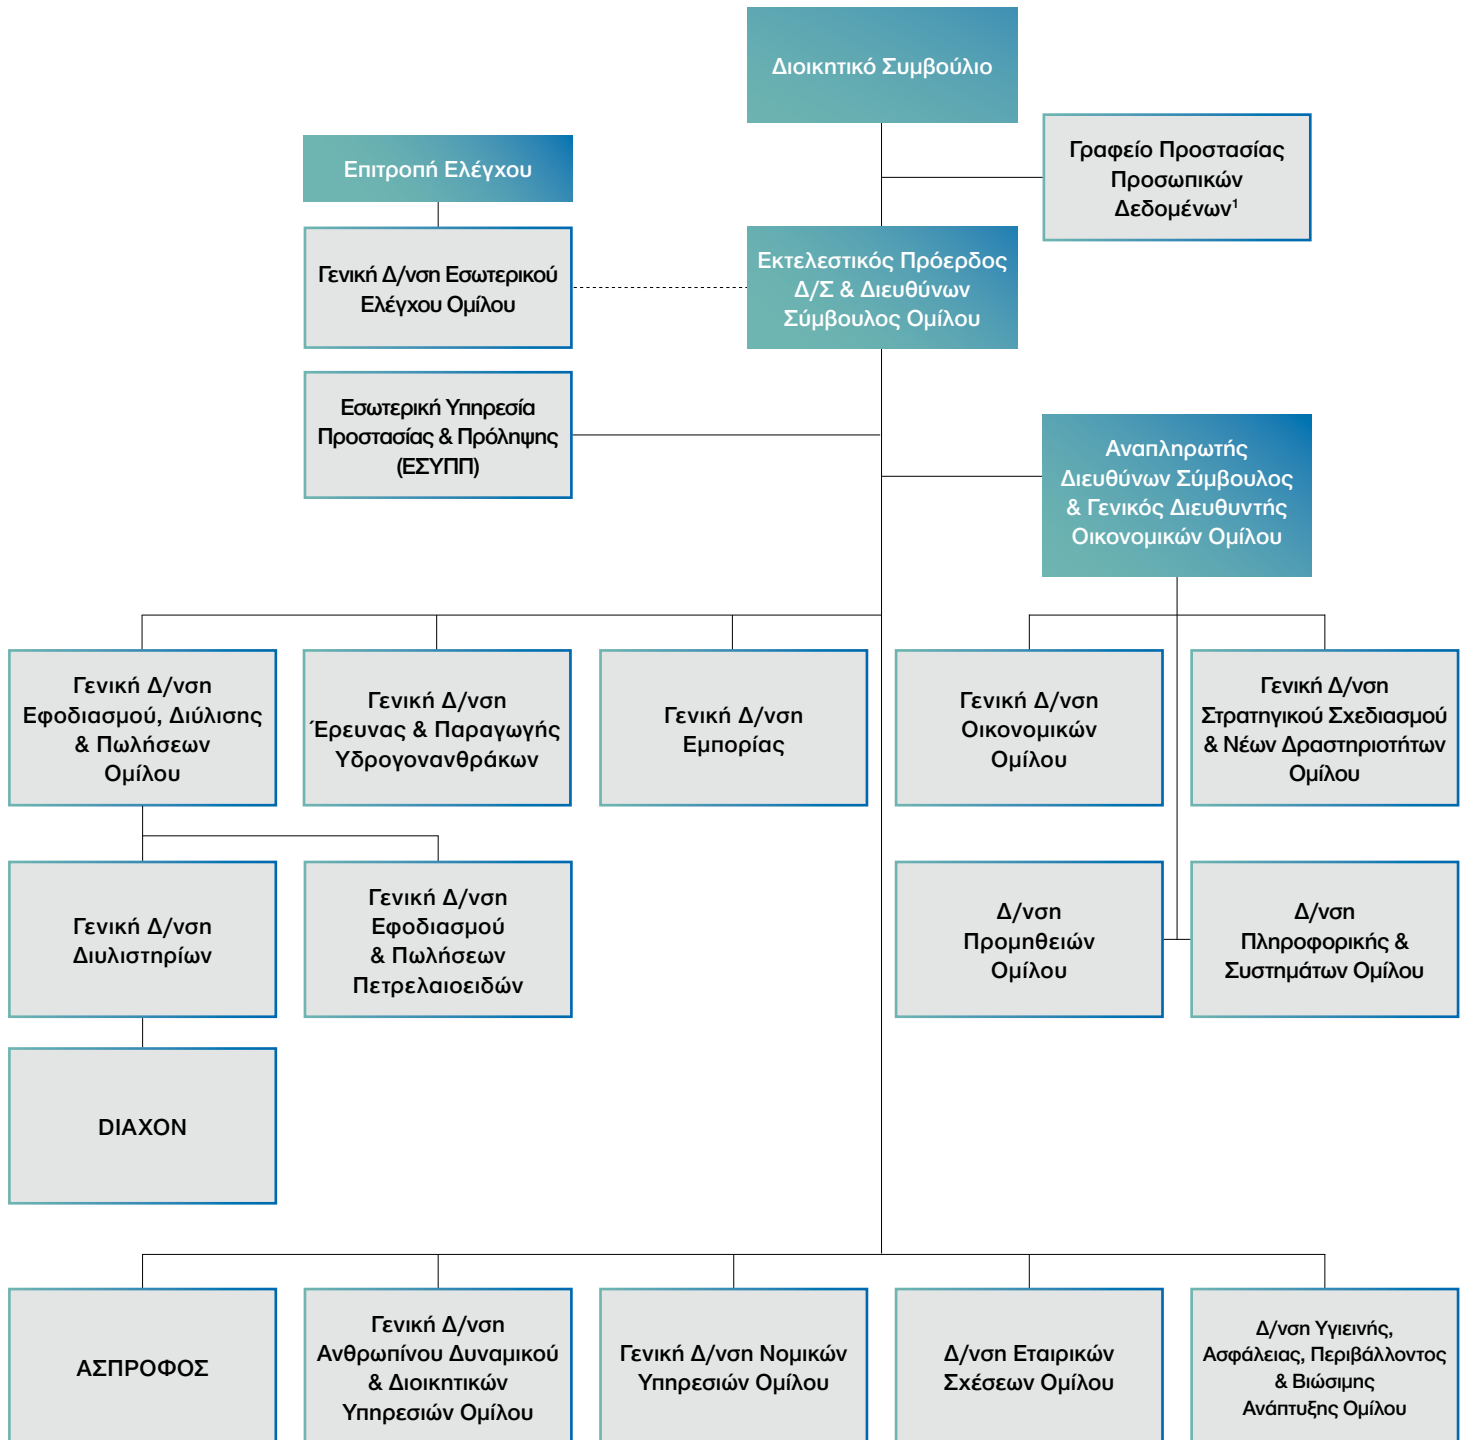 Διοικητικό Συμβούλιο
Γραφείο Προστασίας
Προσωπικών
Δεδομένων¹
Επιτροπή Ελέγχου
Γενική Δ/νση Εσωτερικού
Ελέγχου Ομίλου
Εκτελεστικός Πρόερδος
Δ/Σ & Διευθύνων
Σύμβουλος Ομίλου
Εσωτερική Υπηρεσία
Προστασίας & Πρόληψης
(ΕΣΥΠΠ)
Αναπληρωτής
Διευθύνων Σύμβουλος
& Γενικός Διευθυντής
Οικονομικών Ομίλου
Γενική Δ/νση
Εφοδιασμού, Διύλισης
& Πωλήσεων
Ομίλου
Γενική Δ/νση
Έρευνας & Παραγωγής
Υδρογονανθράκων
Γενική Δ/νση
Εμπορίας
Γενική Δ/νση
Οικονομικών
Ομίλου
Γενική Δ/νση
Στρατηγικού Σχεδιασμού
& Νέων Δραστηριοτήτων
Ομίλου
Γενική Δ/νση
Διυλιστηρίων
Γενική Δ/νση
Εφοδιασμού
& Πωλήσεων
Πετρελαιοειδών
Δ/νση
Προμηθειών
Ομίλου
Δ/νση
Πληροφορικής &
Συστημάτων Ομίλου
DIAXON
ΑΣΠΡΟΦΟΣ
Γενική Δ/νση
Ανθρωπίνου Δυναμικού
& Διοικητικών
Υπηρεσιών Ομίλου
Γενική Δ/νση Νομικών
Υπηρεσιών Ομίλου
Δ/νση Εταιρικών
Σχέσεων Ομίλου
Δ/νση Υγιεινής,
Ασφάλειας, Περιβάλλοντος
& Βιώσιμης
Ανάπτυξης Ομίλου